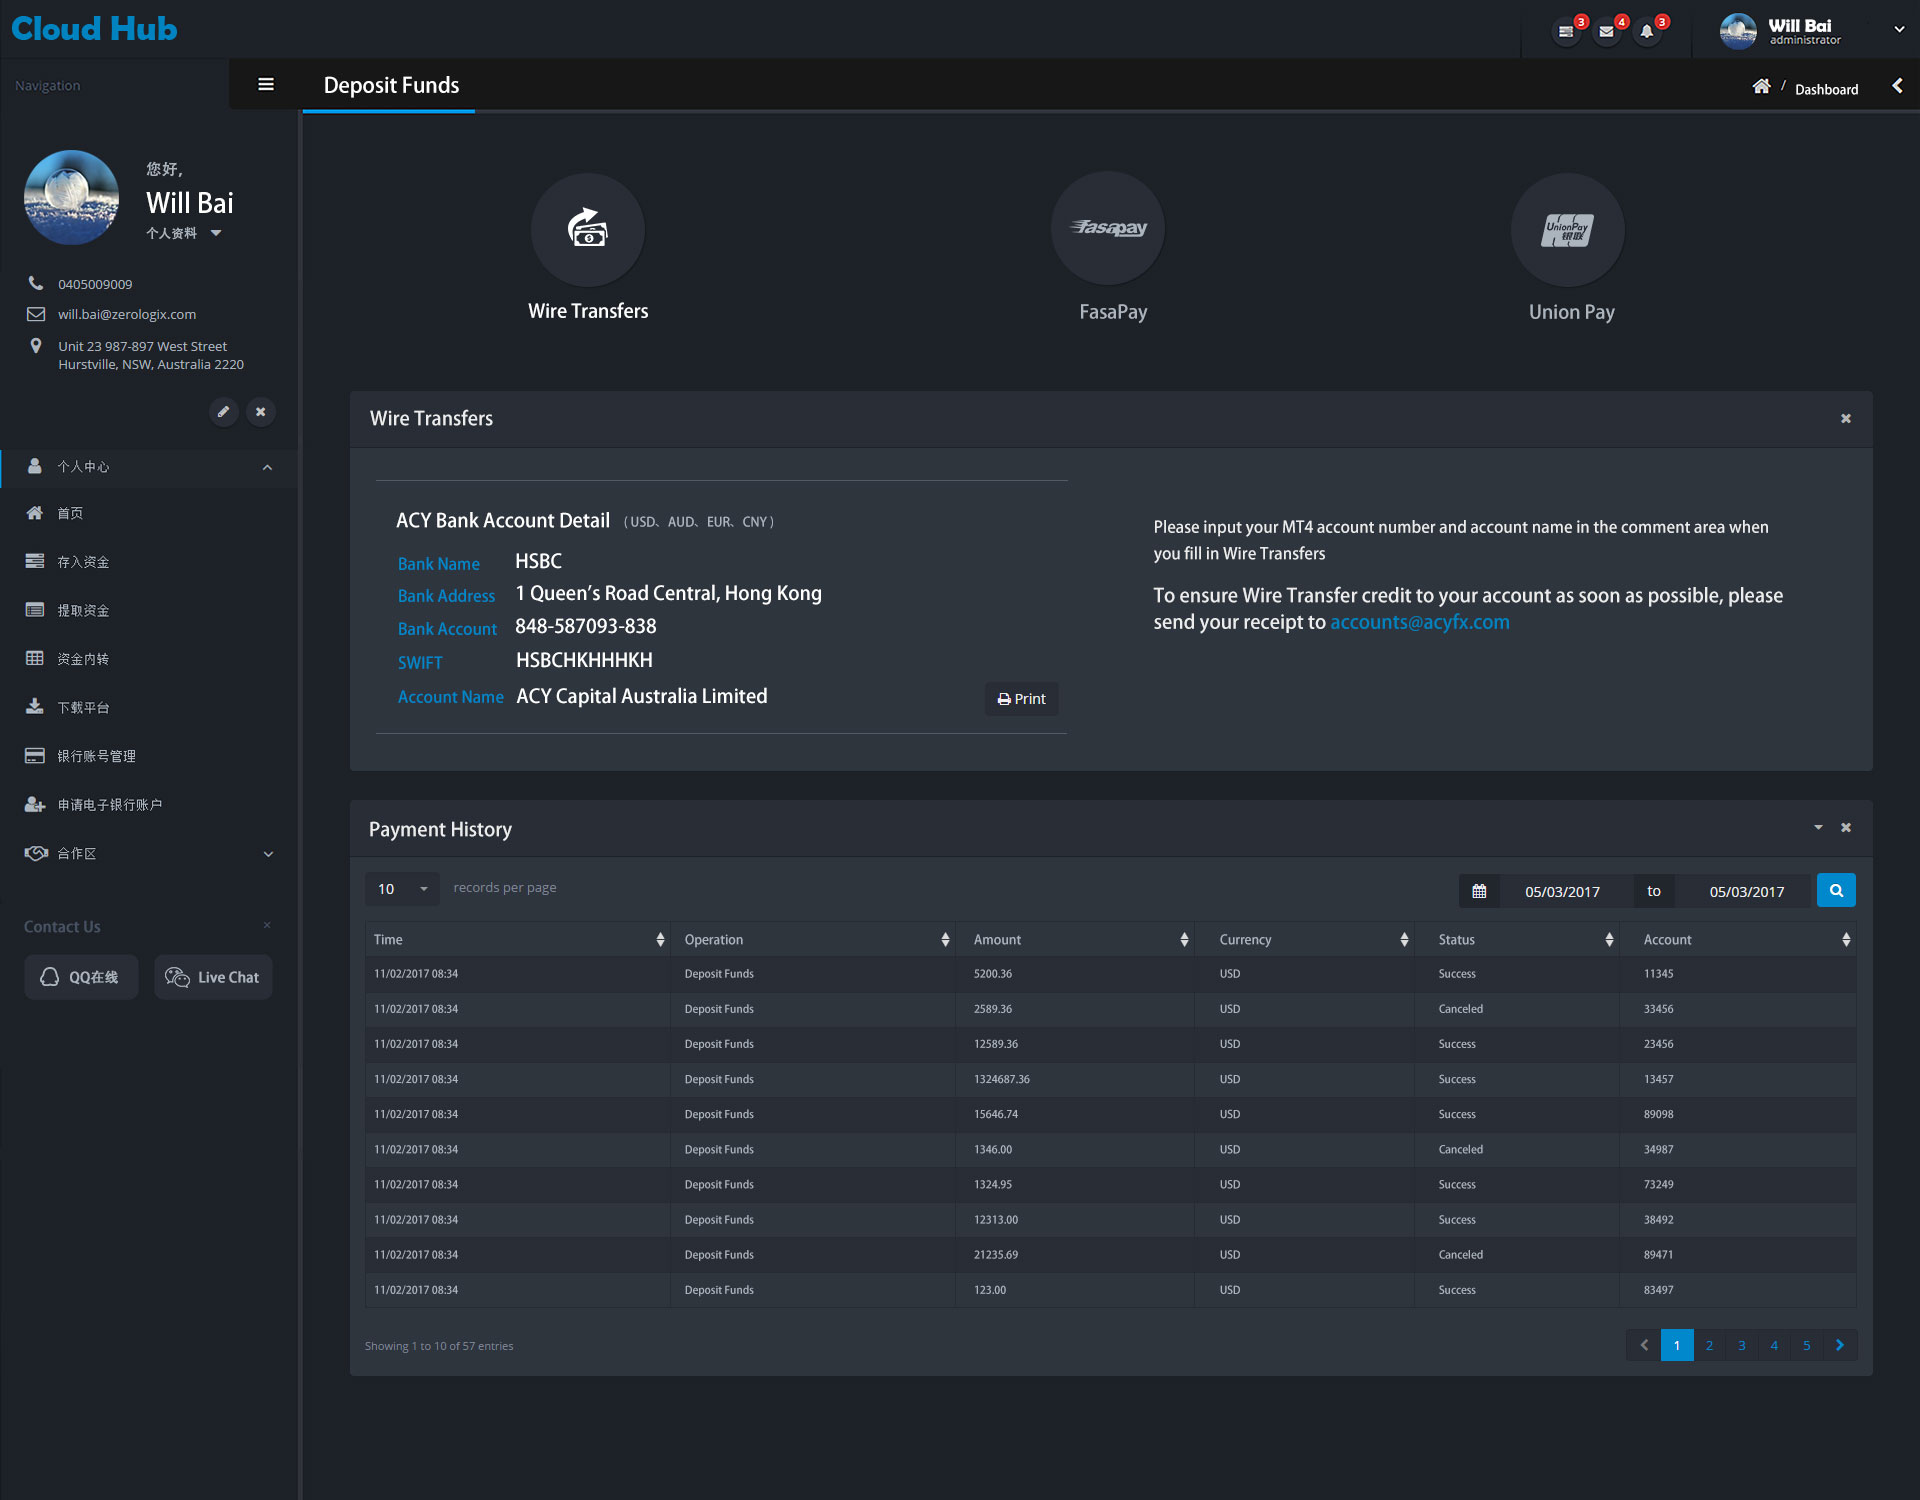 Cloud Hub
3
4
3
Will Bai
administrator
Navigation
Deposit Funds
/ Dashboard
您好,
Will Bai
个人资料
0405009009
will.bai@zerologix.com
Unit 23 987-897 West Street
Hurstville, NSW, Australia 2220
个人中心
首页
存入资金
提取资金
资金内转
下载平台
银行账号管理
申请电子银行账户
合作区
Contact Us
QQ在线
Live Chat
fasapay
UnionPay
银联
Wire Transfers
FasaPay
Union Pay
Wire Transfers
ACY Bank Account Detail （USD、AUD、EUR、CNY）
Bank Name HSBC
Bank Address 1 Queen’s Road Central, Hong Kong
Bank Account 848-587093-838
SWIFT HSBCHKHHHKH
Account Name ACY Capital Australia Limited
Print
Please input your MT4 account number and account name in the comment area when
you fill in Wire Transfers
To ensure Wire Transfer credit to your account as soon as possible, please
send your receipt to accounts@acyfx.com
Payment History
10 records per page
05/03/2017 to 05/03/2017
Time Operation Amount Currency Status Account
11/02/2017 08:34 Deposit Funds 5200.36 USD Success 11345
11/02/2017 08:34 Deposit Funds 2589.36 USD Canceled 33456
11/02/2017 08:34 Deposit Funds 12589.36 USD Success 23456
11/02/2017 08:34 Deposit Funds 1324687.36 USD Success 13457
11/02/2017 08:34 Deposit Funds 15646.74 USD Success 89098
11/02/2017 08:34 Deposit Funds 1346.00 USD Canceled 34987
11/02/2017 08:34 Deposit Funds 1324.95 USD Success 73249
11/02/2017 08:34 Deposit Funds 12313.00 USD Success 38492
11/02/2017 08:34 Deposit Funds 21235.69 USD Canceled 89471
11/02/2017 08:34 Deposit Funds 123.00 USD Success 83497
Showing 1 to 10 of 57 entries
1 2 3 4 5